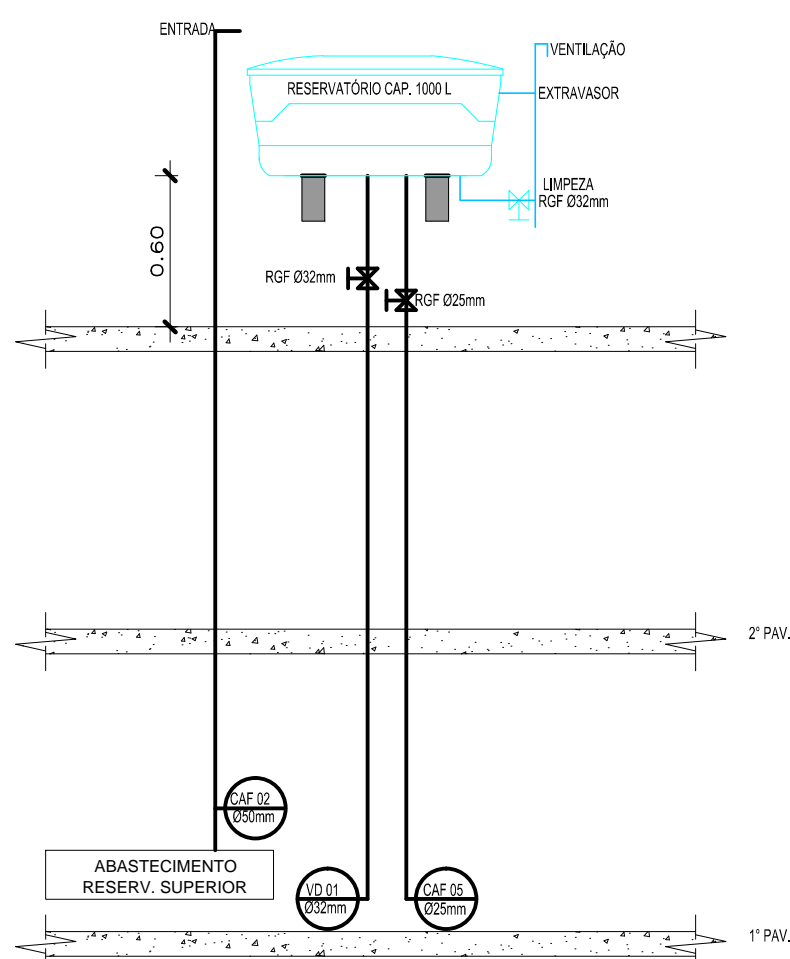 ENTRADA
VENTILAÇÃO
RESERVATÓRIO CAP. 1000 L
EXTRAVASOR
LIMPEZA
RGF Ø32mm
0.60
RGF Ø32mm
RGF Ø25mm
2° PAV.
CAF 02
Ø50mm
ABASTECIMENTO
RESERV. SUPERIOR
VD 01
Ø32mm
CAF 05
Ø25mm
1° PAV.